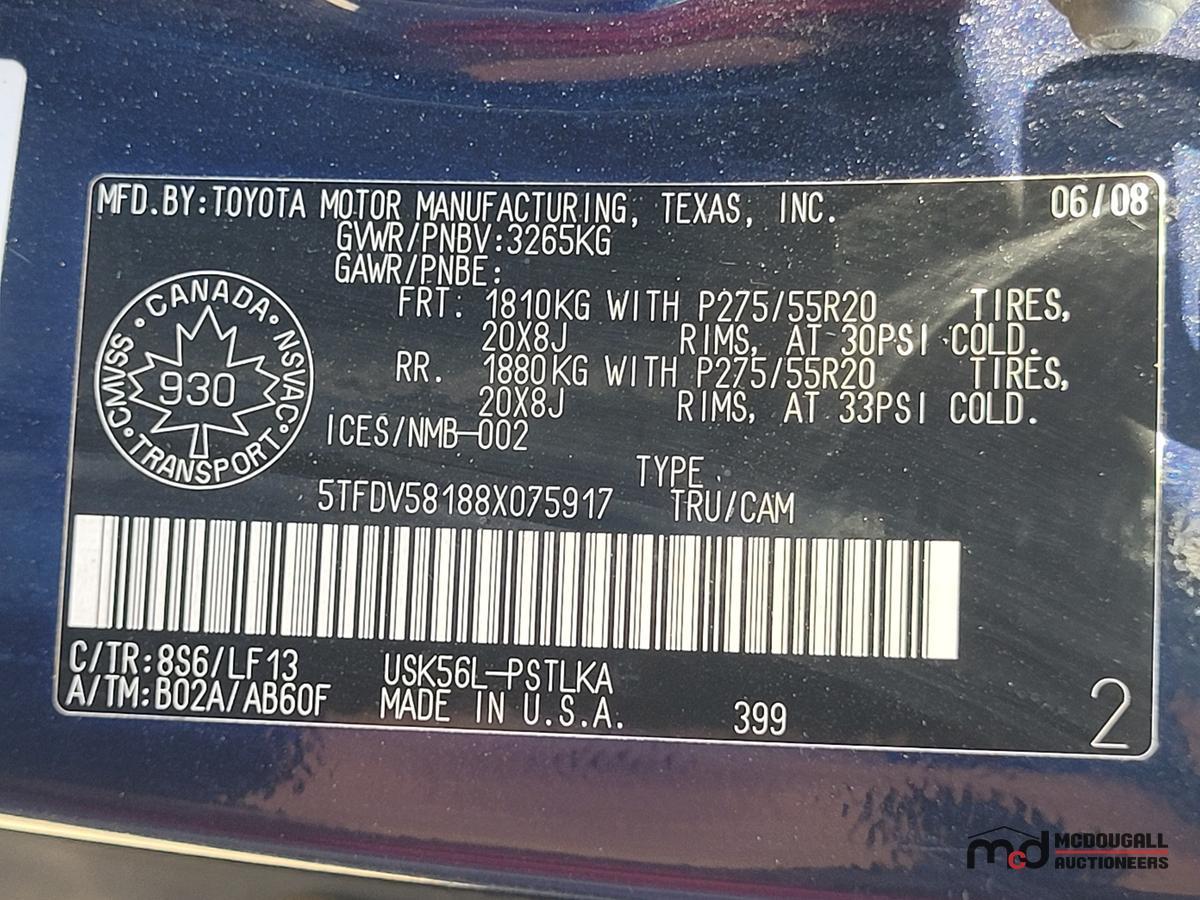 MFD.BY:TOYOTA MOTOR MANUFACTURING, TEXAS, INC. 06/08
GVWR/PNBV:3265KG
GAWR/PNBE:
FRT. 1810KG WITH P275/55R20 TIRES,
20X8J RIMS, AT 30PSI COLD.
RR. 1880KG WITH P275/55R20 TIRES,
20X8J RIMS, AT 33PSI COLD.
CANADA · NSVAC · TRANSPORT · CMVSS ·
930
ICES/NMB-002
TYPE
5TFDV58188X075917 TRU/CAM
C/TR:8S6/LF13 USK56L-PSTLKA
A/TM:B02A/AB60F MADE IN U.S.A. 399
2
mcd MCDOUGALL
AUCTIONEERS